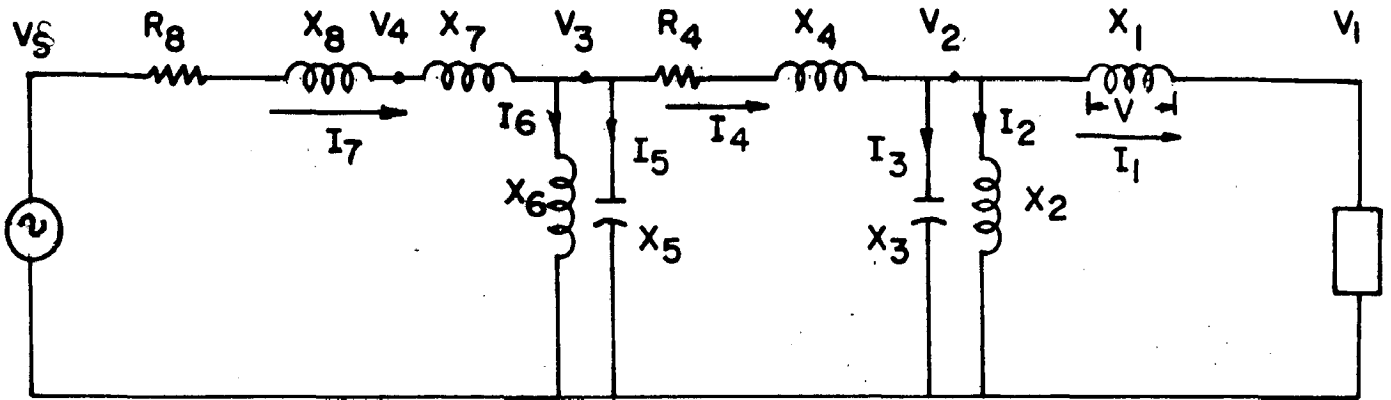 Vδ R8 X8 V4 X7 V3 R4 X4 V2 X1 V1
I7 I6 I5 I4 I3 I2 V I1
X6 X5 X3 X2